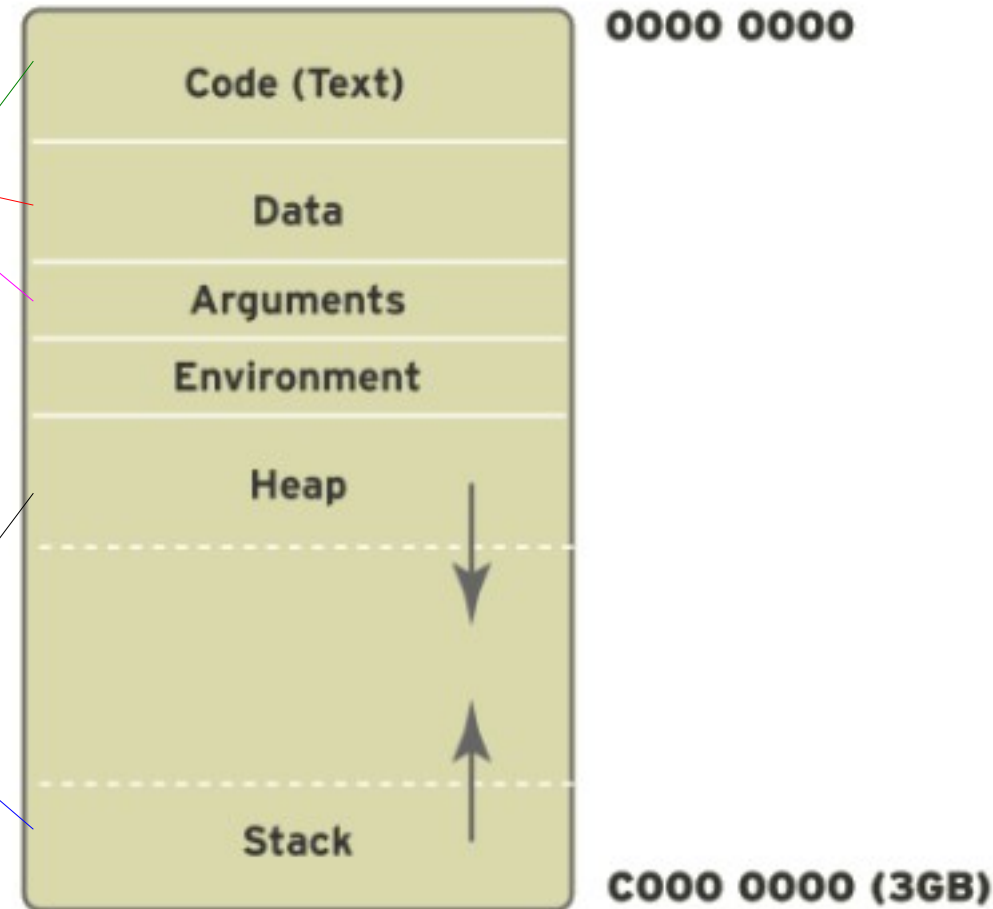 0000 0000
Code (Text)
Data
Arguments
Environment
Heap
Stack
C000 0000 (3GB)